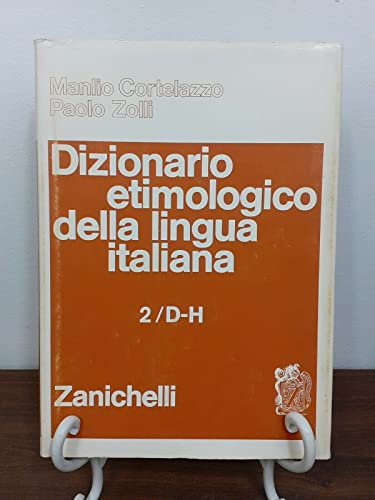 Manlio Cortelazzo
Paolo Zolli
Dizionario
etimologico
della lingua
italiana
2/D-H
Zanichelli